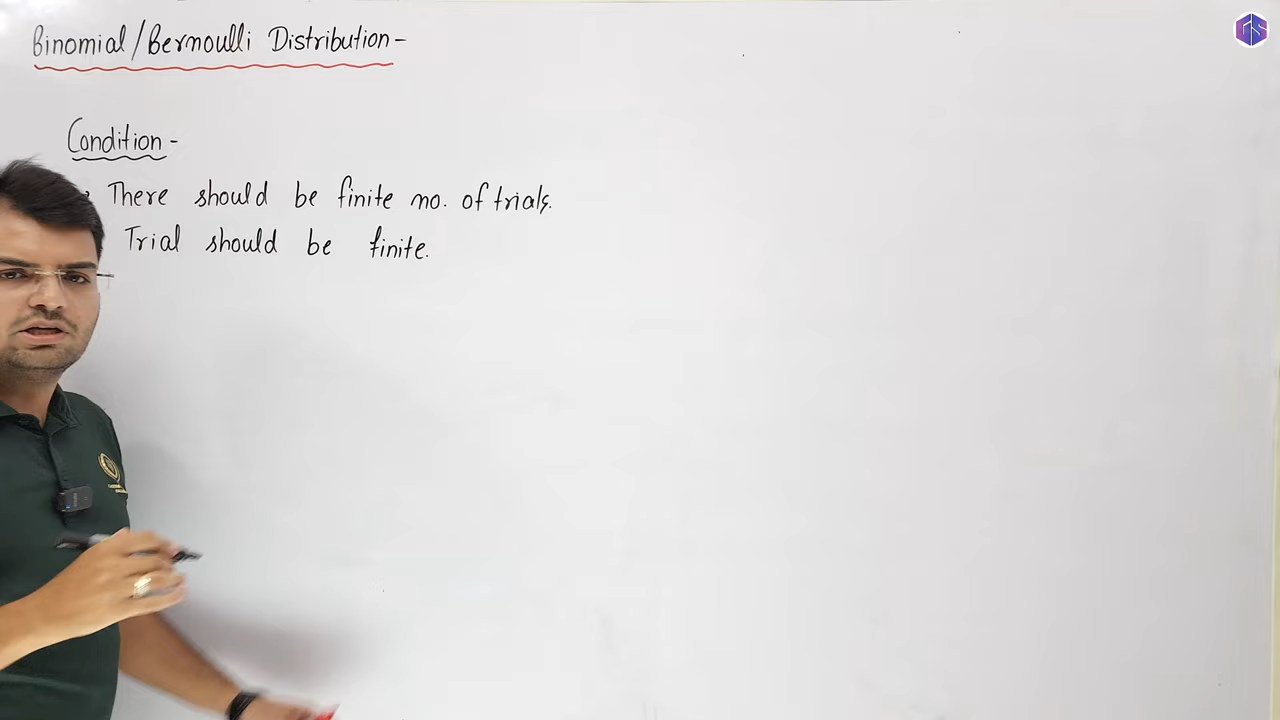 Binomial/Bernoulli Distribution-
Condition-
There should be finite no. of trials.
Trial should be finite.